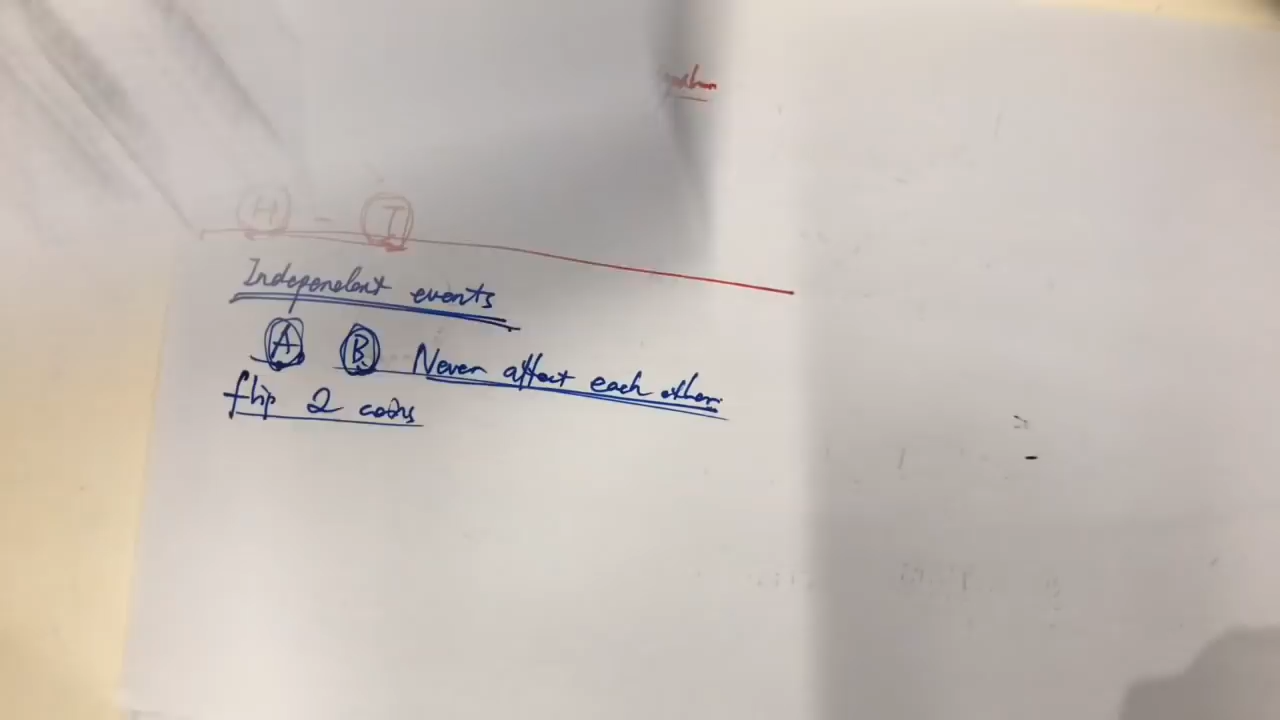 H - T
Independent events
A B Never affect each other
flip 2 coins